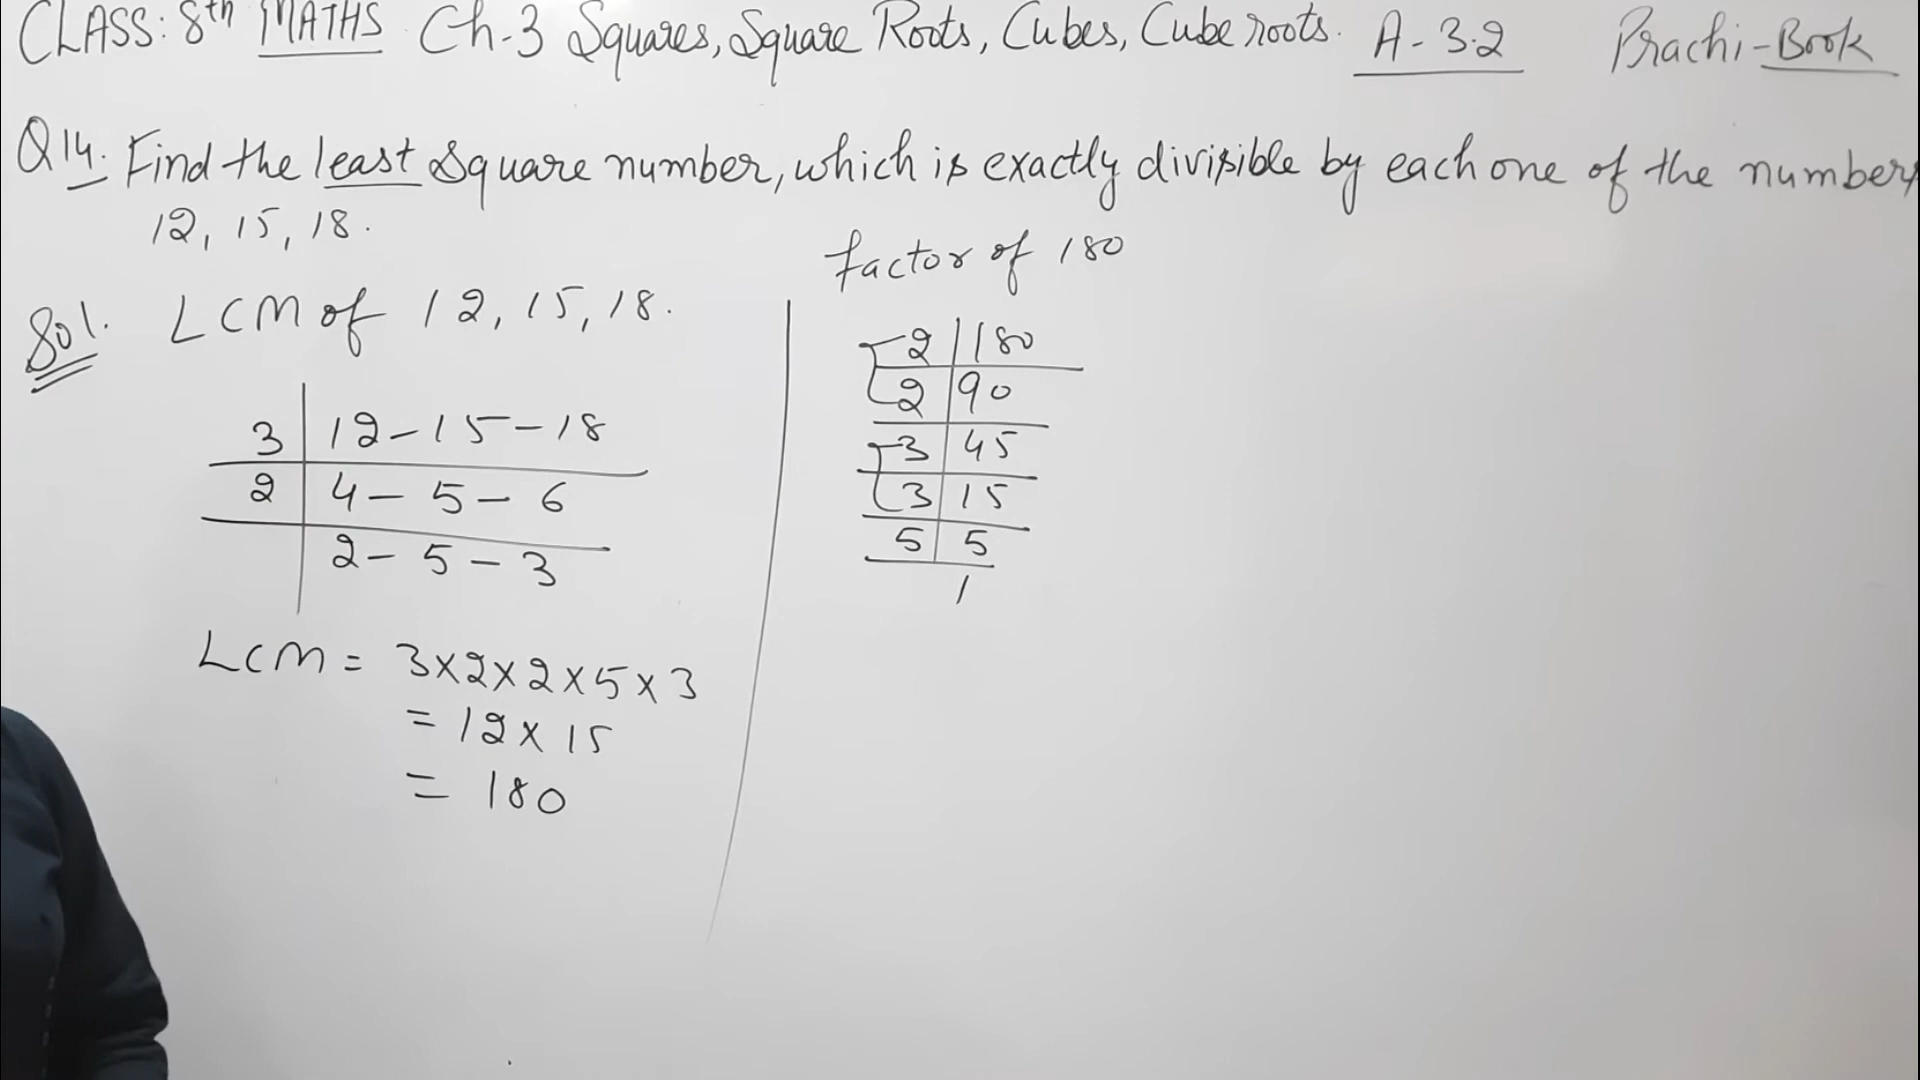 CLASS: 8th MATHS Ch-3 Squares, Square Roots, Cubes, Cube roots. A-3.2 Prachi-Book
Q14. Find the least square number, which is exactly divisible by each one of the numbers
12, 15, 18.
Sol. LCM of 12, 15, 18.
3 | 12 - 15 - 18
2 | 4 - 5 - 6
2 - 5 - 3
LCM = 3×2×2×5×3
= 12×15
= 180
factor of 180
2 | 180
2 | 90
3 | 45
3 | 15
5 | 5
1